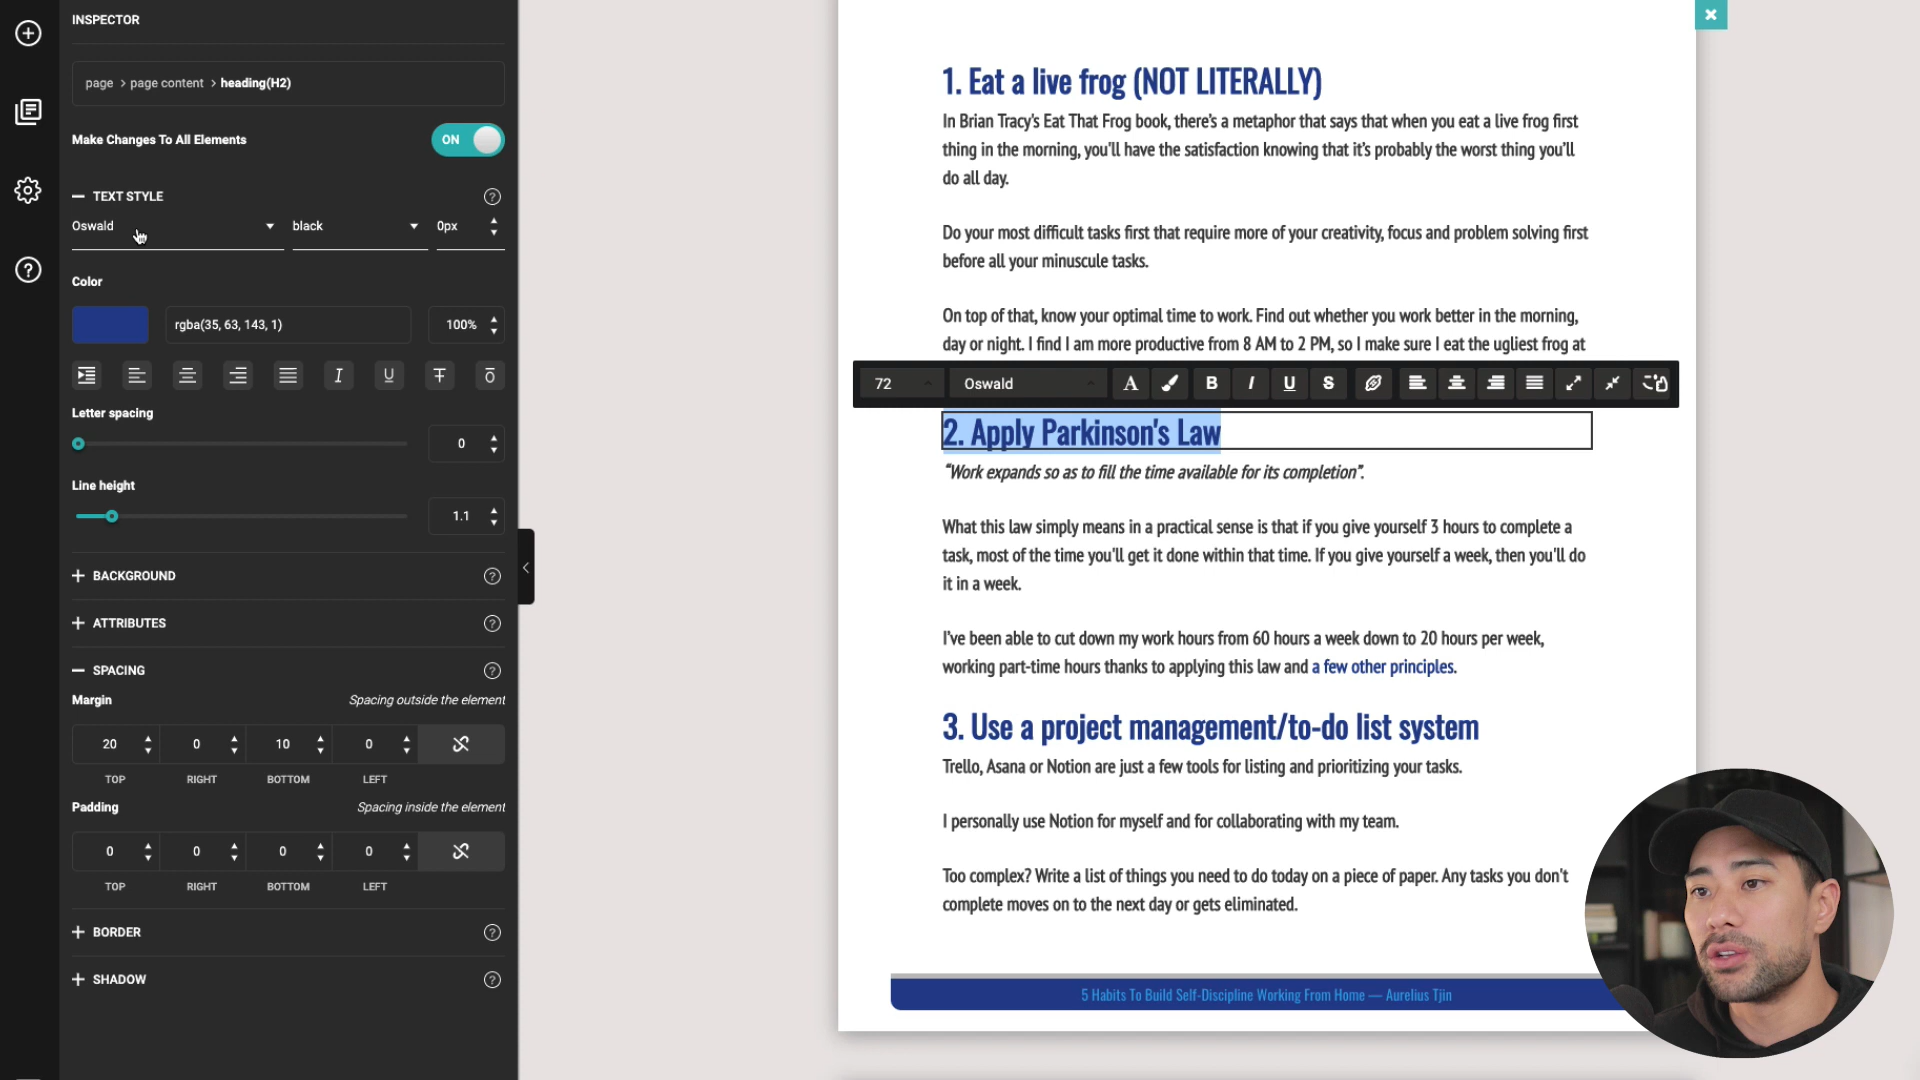 INSPECTOR
page > page content > heading(H2)
Make Changes To All Elements
ON
TEXT STYLE
Oswald
black
0px
Color
rgba(35, 63, 143, 1)
100%
Letter spacing
0
Line height
1.1
BACKGROUND
ATTRIBUTES
SPACING
Margin
Spacing outside the element
20
0
10
0
TOP
RIGHT
BOTTOM
LEFT
Padding
Spacing inside the element
0
0
0
0
TOP
RIGHT
BOTTOM
LEFT
BORDER
SHADOW
1. Eat a live frog (NOT LITERALLY)
In Brian Tracy's Eat That Frog book, there's a metaphor that says that when you eat a live frog first
thing in the morning, you'll have the satisfaction knowing that it's probably the worst thing you'll
do all day.
Do your most difficult tasks first that require more of your creativity, focus and problem solving first
before all your minuscule tasks.
On top of that, know your optimal time to work. Find out whether you work better in the morning,
day or night. I find I am more productive from 8 AM to 2 PM, so I make sure I eat the ugliest frog at
72
Oswald
2. Apply Parkinson's Law
“Work expands so as to fill the time available for its completion”.
What this law simply means in a practical sense is that if you give yourself 3 hours to complete a
task, most of the time you'll get it done within that time. If you give yourself a week, then you'll do
it in a week.
I've been able to cut down my work hours from 60 hours a week down to 20 hours per week,
working part-time hours thanks to applying this law and a few other principles.
3. Use a project management/to-do list system
Trello, Asana or Notion are just a few tools for listing and prioritizing your tasks.
I personally use Notion for myself and for collaborating with my team.
Too complex? Write a list of things you need to do today on a piece of paper. Any tasks you don't
complete moves on to the next day or gets eliminated.
5 Habits To Build Self-Discipline Working From Home — Aurelius Tjin